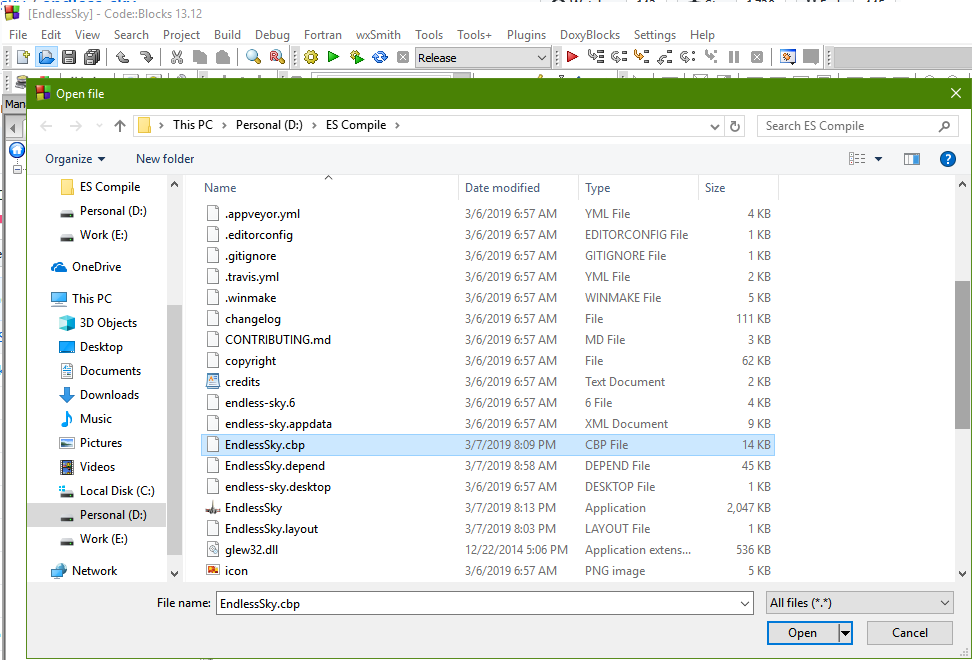 [EndlessSky] - Code::Blocks 13.12
File Edit View Search Project Build Debug Fortran wxSmith Tools Tools+ Plugins DoxyBlocks Settings Help
Release
Man
Open file
This PC > Personal (D:) > ES Compile >
Search ES Compile
Organize
New folder
ES Compile
Personal (D:)
Work (E:)
OneDrive
This PC
3D Objects
Desktop
Documents
Downloads
Music
Pictures
Videos
Local Disk (C:)
Personal (D:)
Work (E:)
Network
Name Date modified Type Size
.appveyor.yml 3/6/2019 6:57 AM YML File 4 KB
.editorconfig 3/6/2019 6:57 AM EDITORCONFIG File 1 KB
.gitignore 3/6/2019 6:57 AM GITIGNORE File 1 KB
.travis.yml 3/6/2019 6:57 AM YML File 2 KB
.winmake 3/6/2019 6:57 AM WINMAKE File 5 KB
changelog 3/6/2019 6:57 AM File 111 KB
CONTRIBUTING.md 3/6/2019 6:57 AM MD File 3 KB
copyright 3/6/2019 6:57 AM File 62 KB
credits 3/6/2019 6:57 AM Text Document 2 KB
endless-sky.6 3/6/2019 6:57 AM 6 File 4 KB
endless-sky.appdata 3/6/2019 6:57 AM XML Document 9 KB
EndlessSky.cbp 3/7/2019 8:09 PM CBP File 14 KB
EndlessSky.depend 3/7/2019 8:58 AM DEPEND File 45 KB
endless-sky.desktop 3/6/2019 6:57 AM DESKTOP File 1 KB
EndlessSky 3/7/2019 8:13 PM Application 2,047 KB
EndlessSky.layout 3/7/2019 8:03 PM LAYOUT File 1 KB
glew32.dll 12/22/2014 5:06 PM Application extens... 536 KB
icon 3/6/2019 6:57 AM PNG image 5 KB
File name: EndlessSky.cbp
All files (*.*)
Open
Cancel